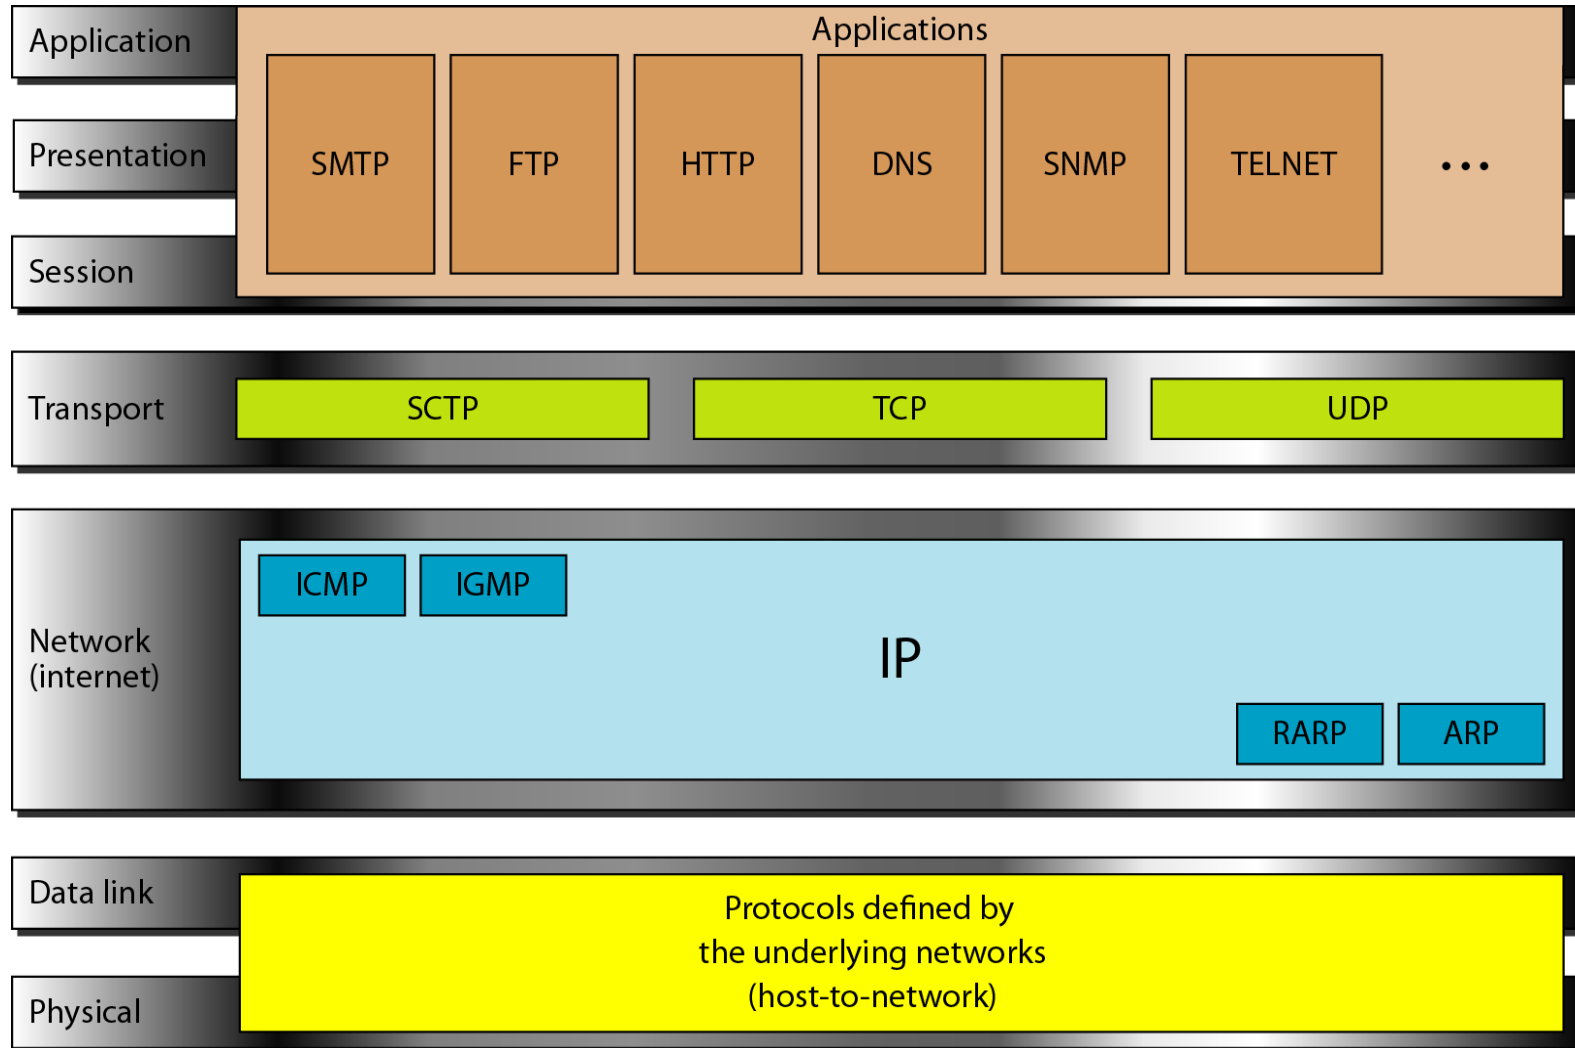 Application
Applications
Presentation
SMTP
FTP
HTTP
DNS
SNMP
TELNET
...
Session
Transport
SCTP
TCP
UDP
Network
(internet)
ICMP
IGMP
IP
RARP
ARP
Data link
Physical
Protocols defined by
the underlying networks
(host-to-network)